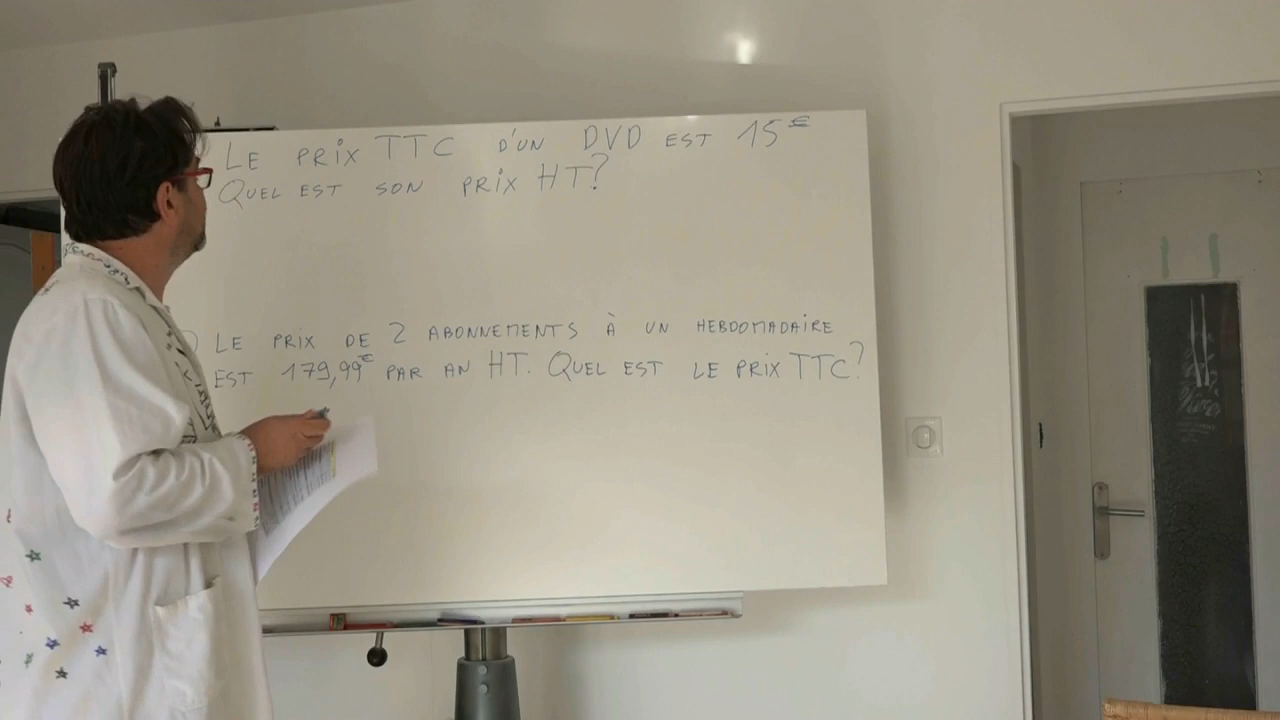 LE PRIX TTC D'UN DVD EST 15€
QUEL EST SON PRIX HT?
LE PRIX DE 2 ABONNEMENTS À UN HEBDOMADAIRE
EST 179,99€ PAR AN HT. QUEL EST LE PRIX TTC?